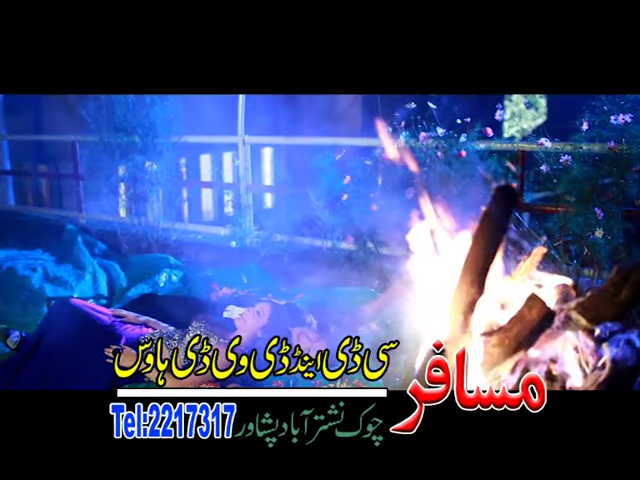 مسافر سی ڈی اینڈ ڈی وی ڈی ہاؤس
چوک نشتر آباد پشاور Tel:2217317